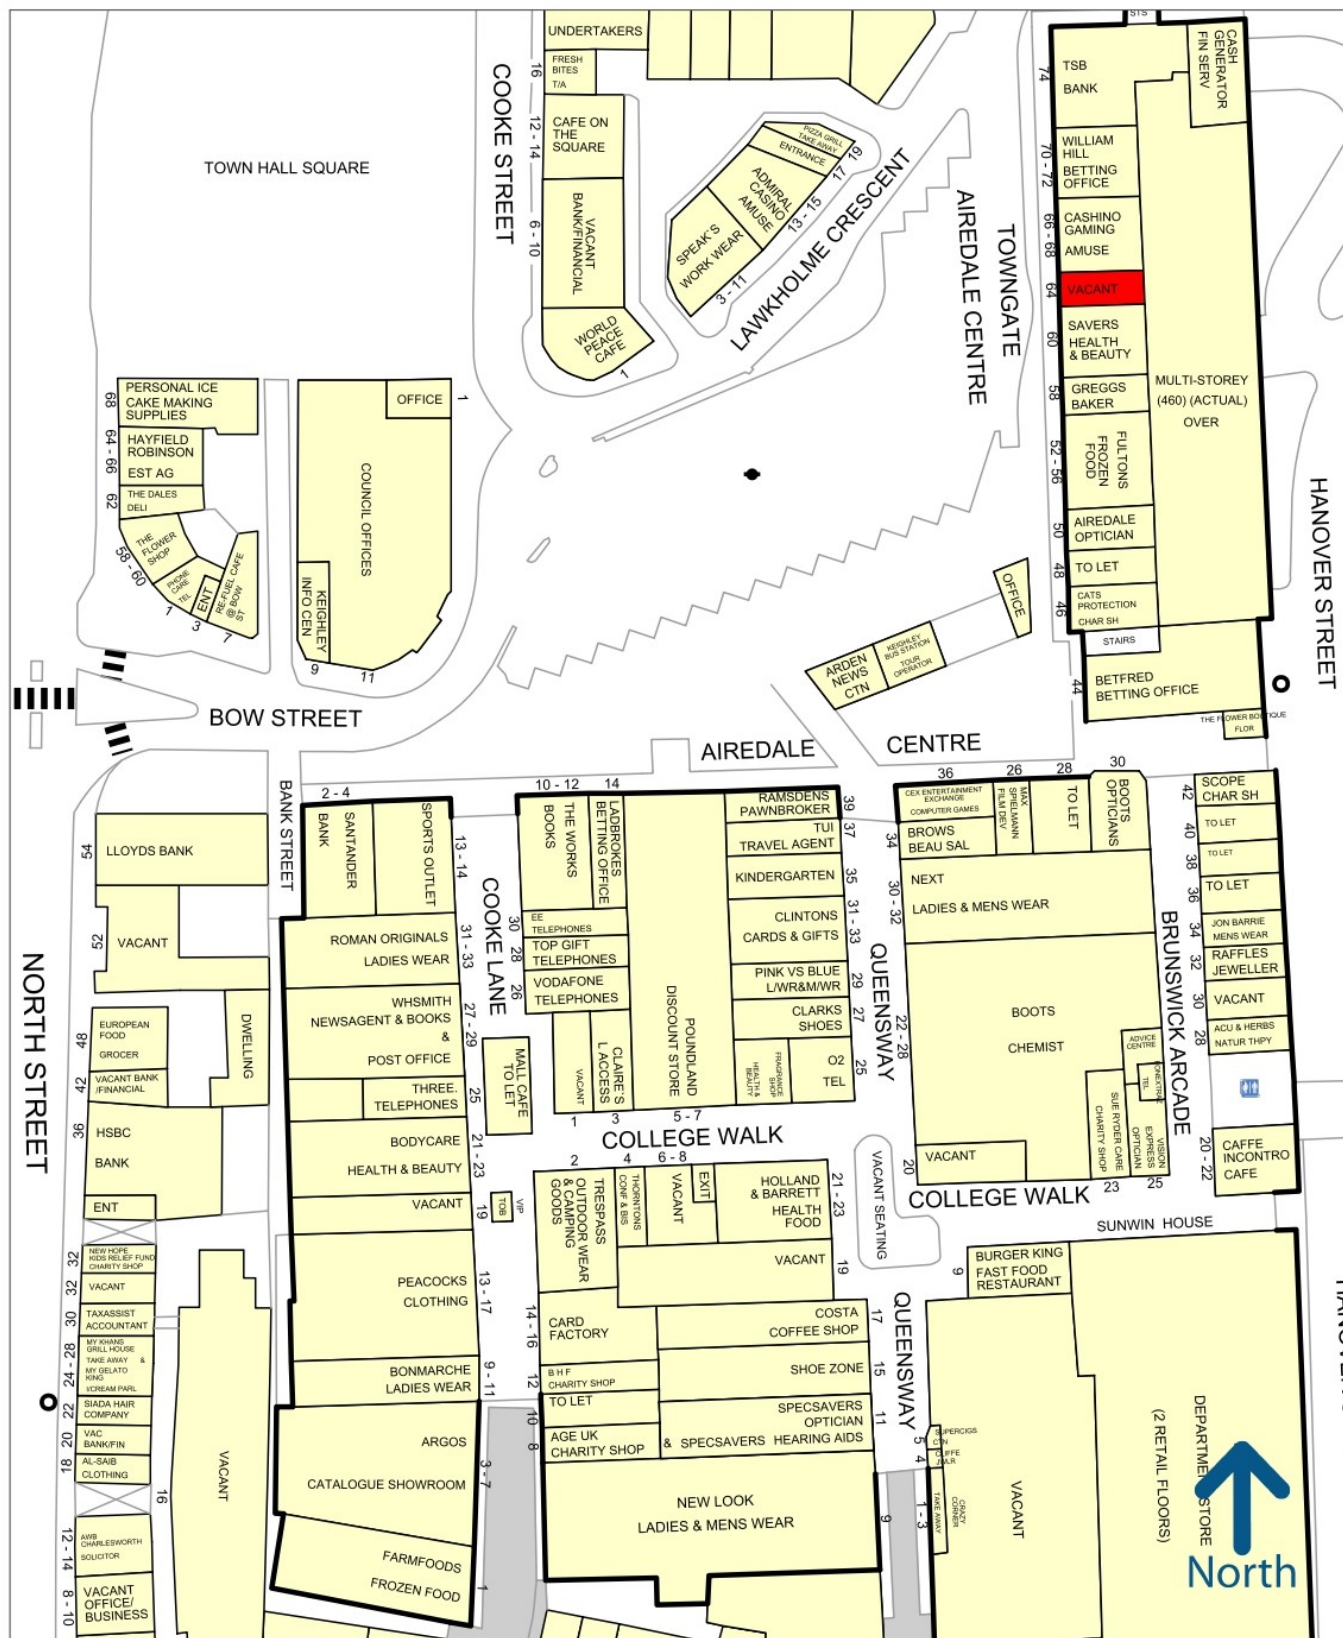 UNDERTAKERS
FRESH
BITES
T/A
16
CAFE ON
THE
SQUARE
12 - 14
VACANT
BANK/FINANCIAL
6 - 10
WORLD
PEACE
CAFE
1
COOKE STREET
TOWN HALL SQUARE
PIZZA GRILL
TAKE AWAY
19
ENTRANCE
17
ADMIRAL
CASINO
AMUSE
13 - 15
SPEAK'S
WORK WEAR
3 - 11
LAWKHOLME CRESCENT
AIREDALE CENTRE
TOWNGATE
STS
TSB
BANK
74
CASH
GENERATOR
FIN SERV
WILLIAM
HILL
BETTING
OFFICE
70 - 72
CASHINO
GAMING
AMUSE
66 - 68
VACANT
64
SAVERS
HEALTH
& BEAUTY
60
GREGGS
BAKER
58
FULTONS
FROZEN
FOOD
52 - 56
AIREDALE
OPTICIAN
50
TO LET
48
CATS
PROTECTION
CHAR SH
46
STAIRS
BETFRED
BETTING OFFICE
44
THE FLOWER BOUTIQUE
FLOR
MULTI-STOREY
(460) (ACTUAL)
OVER
HANOVER STREET
PERSONAL ICE
CAKE MAKING
SUPPLIES
68
HAYFIELD
ROBINSON
EST AG
64 - 66
THE DALES
DELI
62
THE
FLOWER
SHOP
58 - 60
PHONE
CARE
TEL
1
ENT
3
RE-FUEL CAFE
@ BOW
ST
7
OFFICE
1
COUNCIL OFFICES
KEIGHLEY
INFO CEN
9
11
OFFICE
ARDEN
NEWS
CTN
KEIGHLEY
BUS STATION
TOUR
OPERATOR
BOW STREET
AIREDALE CENTRE
BANK STREET
NORTH STREET
LLOYDS BANK
54
VACANT
52
EUROPEAN
FOOD
GROCER
48
DWELLING
VACANT BANK
/FINANCIAL
42
HSBC
BANK
36
ENT
NEW HOPE
KIDS RELIEF FUND
CHARITY SHOP
32
VACANT
32
TAXASSIST
ACCOUNTANT
30
MY KHANS
GRILL HOUSE
TAKE AWAY &
MY GELATO
KING
I/CREAM PARL
24 - 28
SIADA HAIR
COMPANY
22
VAC
BANK/FIN
20
AL-SAIB
CLOTHING
18
16
VACANT
AWB
CHARLESWORTH
SOLICITOR
12 - 14
VACANT
OFFICE/
BUSINESS
8 - 10
2 - 4
SANTANDER
BANK
SPORTS OUTLET
13 - 14
ROMAN ORIGINALS
LADIES WEAR
31 - 33
WHSMITH
NEWSAGENT & BOOKS
&
POST OFFICE
27 - 29
THREE.
TELEPHONES
25
BODYCARE
HEALTH & BEAUTY
21 - 23
VACANT
19
PEACOCKS
CLOTHING
13 - 17
BONMARCHE
LADIES WEAR
9 - 11
ARGOS
CATALOGUE SHOWROOM
3 - 7
FARMFOODS
FROZEN FOOD
1
COOKE LANE
MALL CAFE
TO LET
TOB
VIP
10 - 12
THE WORKS
BOOKS
14
LADBROKES
BETTING OFFICE
EE
TELEPHONES
30
TOP GIFT
TELEPHONES
28
VODAFONE
TELEPHONES
26
VACANT
1
CLAIRE'S
L ACCESS
3
POUNDLAND
DISCOUNT STORE
5 - 7
RAMSDENS
PAWNBROKER
39
TUI
TRAVEL AGENT
37
KINDERGARTEN
35
CLINTONS
CARDS & GIFTS
31 - 33
PINK VS BLUE
L/WR&M/WR
29
CLARKS
SHOES
27
FRAGRANCE
SHOP
HEALTH &
BEAUTY
O2
TEL
25
COLLEGE WALK
QUEENSWAY
2
TRESPASS
OUTDOOR WEAR
& CAMPING
GOODS
4
THORNTONS
CONF & BIS
6 - 8
VACANT
EXIT
HOLLAND
& BARRETT
HEALTH
FOOD
21 - 23
VACANT
19
CARD
FACTORY
14 - 16
COSTA
COFFEE SHOP
17
B H F
CHARITY SHOP
12
SHOE ZONE
15
TO LET
10
AGE UK
CHARITY SHOP
8
SPECSAVERS
OPTICIAN
& SPECSAVERS HEARING AIDS
11
NEW LOOK
LADIES & MENS WEAR
9
36
CEX ENTERTAINMENT
EXCHANGE
COMPUTER GAMES
26
MAX
SPIELMANN
FILM DEV
28
TO LET
30
BOOTS
OPTICIANS
BROWS
BEAU SAL
34
NEXT
LADIES & MENS WEAR
30 - 32
BOOTS
CHEMIST
22 - 28
ADVICE
CENTRE
TEL
SUE RYDER CARE
CHARITY SHOP
23
VISION
EXPRESS
OPTICIAN
25
VACANT
20
BRUNSWICK ARCADE
SCOPE
CHAR SH
42
TO LET
40
TO LET
38
TO LET
36
JON BARRIE
MENS WEAR
34
RAFFLES
JEWELLER
32
VACANT
30
ACU & HERBS
NATUR THPY
28
CAFFE
INCONTRO
CAFE
20 - 22
COLLEGE WALK
VACANT SEATING
SUNWIN HOUSE
BURGER KING
FAST FOOD
RESTAURANT
9
QUEENSWAY
SUPERCIGS
CTN
5
JWLR
4
CRAZY
CORNER
TAKE AWAY
1 - 3
VACANT
DEPARTMENT STORE
(2 RETAIL FLOORS)
North